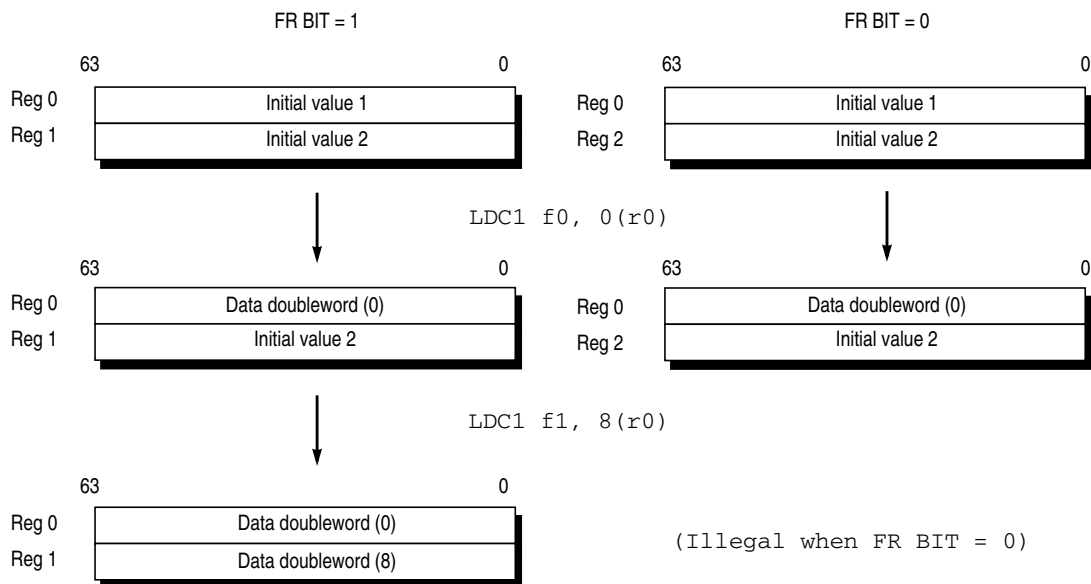 FR BIT = 1
FR BIT = 0
63 0
63 0
Reg 0 Initial value 1
Reg 0 Initial value 1
Reg 1 Initial value 2
Reg 2 Initial value 2
LDC1 f0, 0(r0)
63 0
63 0
Reg 0 Data doubleword (0)
Reg 0 Data doubleword (0)
Reg 1 Initial value 2
Reg 2 Initial value 2
LDC1 f1, 8(r0)
63 0
Reg 0 Data doubleword (0)
Reg 1 Data doubleword (8)
(Illegal when FR BIT = 0)